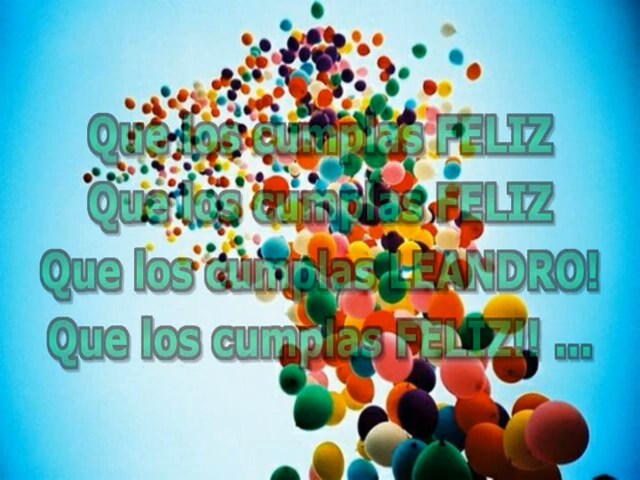 Que los cumplas FELIZ
Que los cumplas FELIZ
Que los cumplas LEANDRO!
Que los cumplas FELIZ!! ...